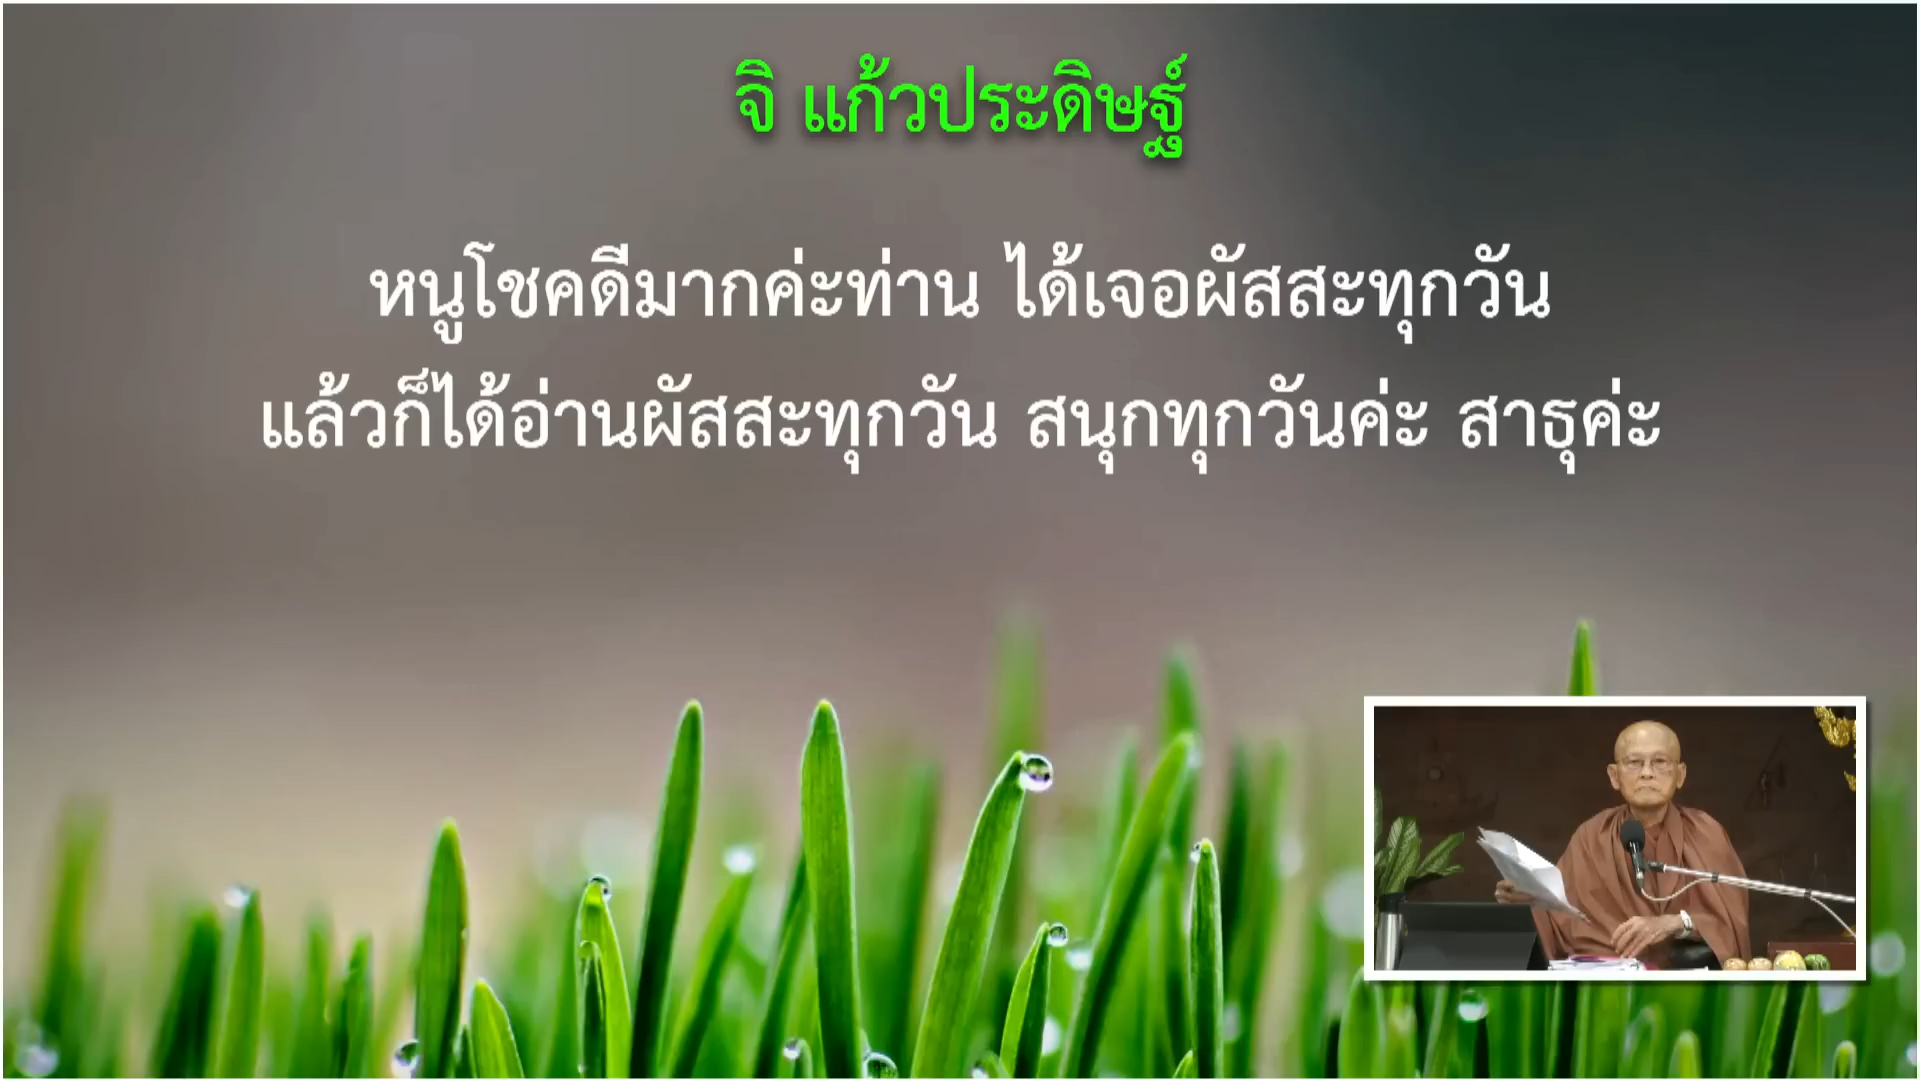 จิ แก้วประดิษฐ์
หนูโชคดีมากค่ะท่าน ได้เจอผัสสะทุกวัน
แล้วก็ได้อ่านผัสสะทุกวัน สนุกทุกวันค่ะ สาธุค่ะ